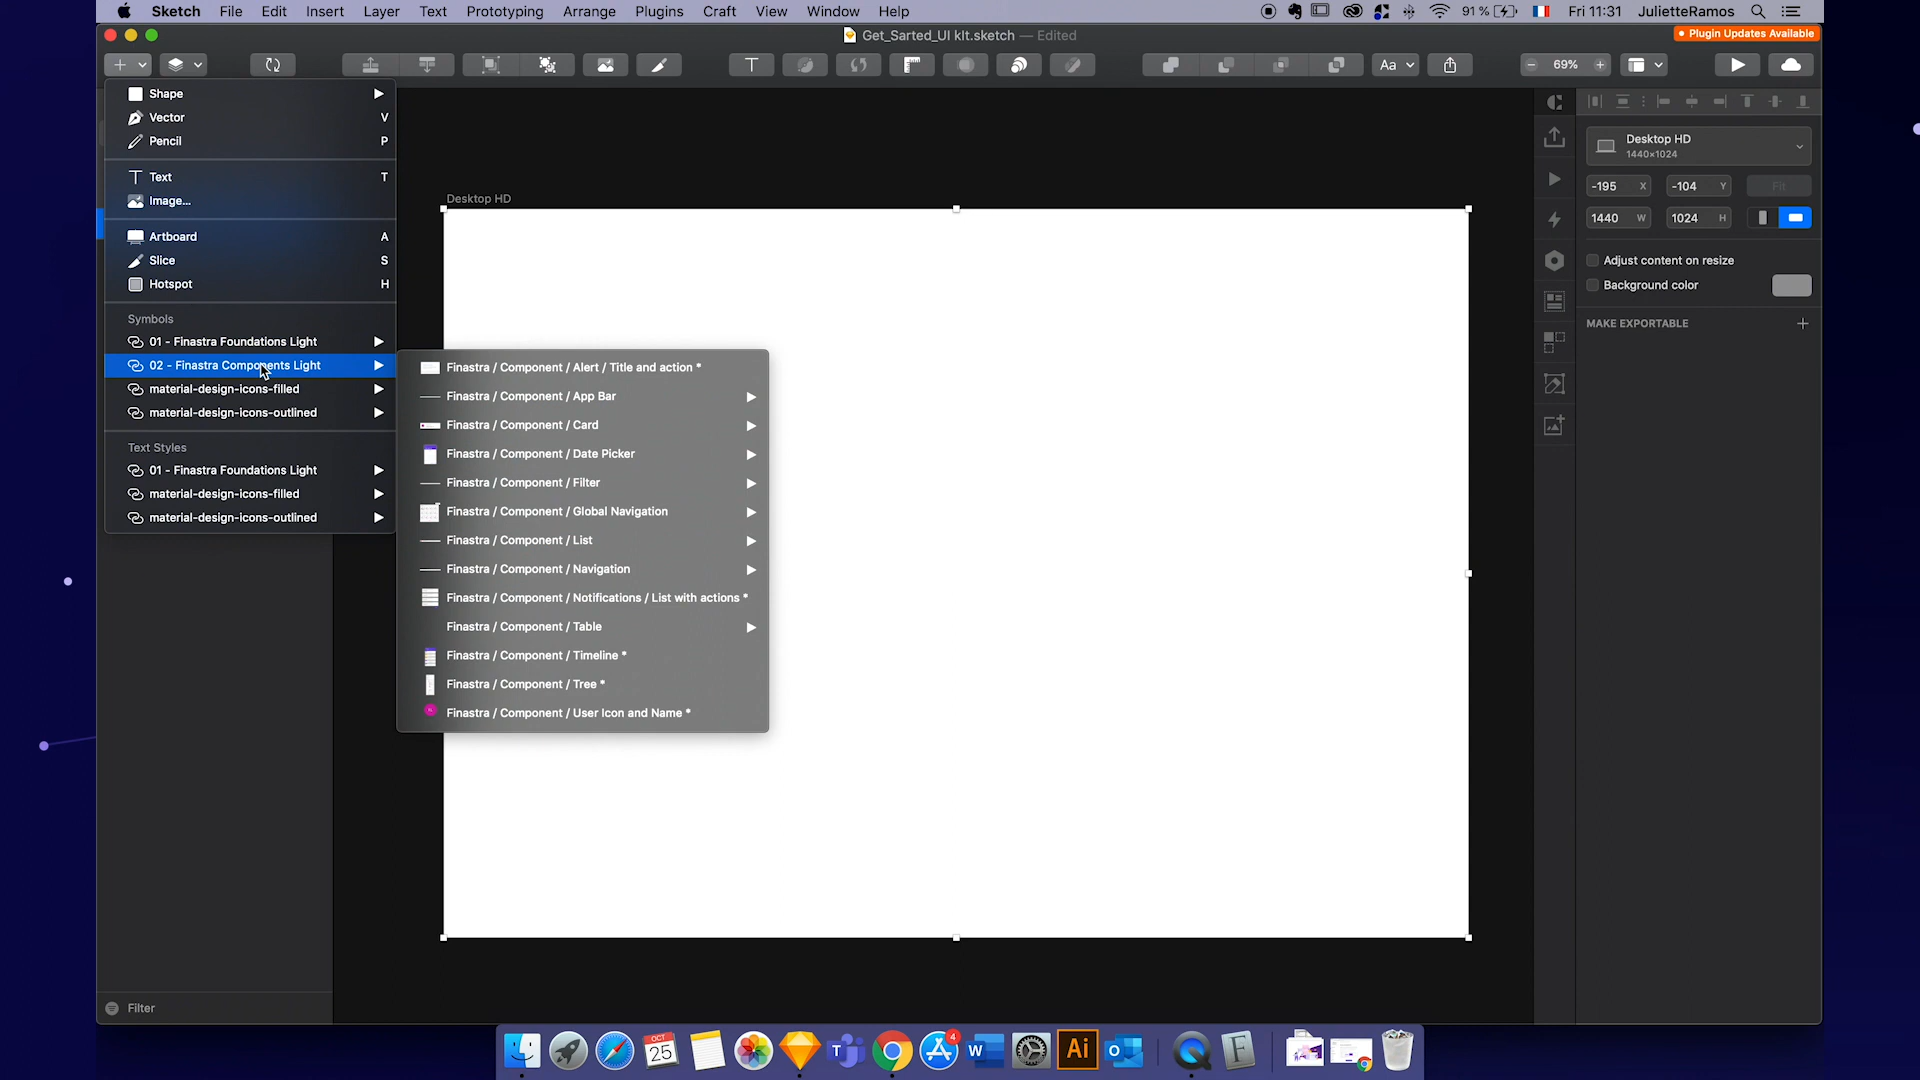 Sketch File Edit Insert Layer Text Prototyping Arrange Plugins Craft View Window Help
91 % Fri 11:31 JulietteRamos
Get_Sarted_UI kIt.sketch — Edited
Plugin Updates Available
Aa
69%
Shape
Vector V
Pencil P
Text T
Image...
Artboard A
Slice S
Hotspot H
Symbols
01 - Finastra Foundations Light
02 - Finastra Components Light
material-design-icons-filled
material-design-icons-outlined
Text Styles
01 - Finastra Foundations Light
material-design-icons-filled
material-design-icons-outlined
Filter
Finastra / Component / Alert / Title and action *
Finastra / Component / App Bar
Finastra / Component / Card
Finastra / Component / Date Picker
Finastra / Component / Filter
Finastra / Component / Global Navigation
Finastra / Component / List
Finastra / Component / Navigation
Finastra / Component / Notifications / List with actions *
Finastra / Component / Table
Finastra / Component / Timeline *
Finastra / Component / Tree *
Finastra / Component / User Icon and Name *
Desktop HD
Desktop HD
1440×1024
-195 X -104 Y Fit
1440 W 1024 H
Adjust content on resize
Background color
MAKE EXPORTABLE
OCT
25
T
4
W
Ai
O
F